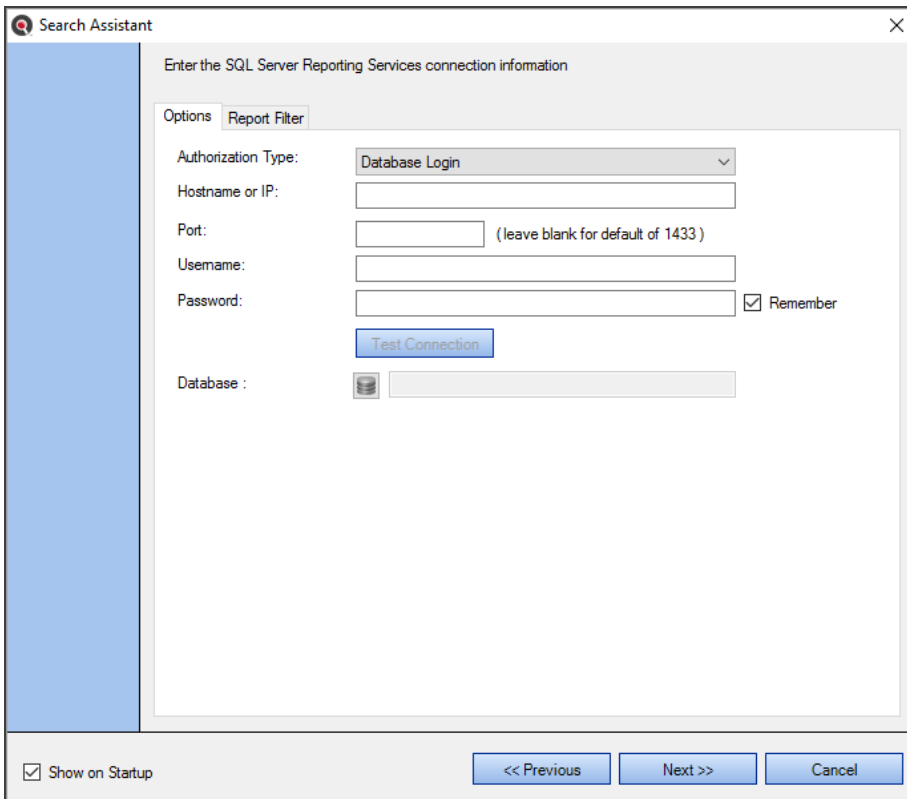 Search Assistant
Enter the SQL Server Reporting Services connection information
Options Report Filter
Authorization Type: Database Login
Hostname or IP:
Port: ( leave blank for default of 1433 )
Username:
Password: Remember
Test Connection
Database :
Show on Startup << Previous Next >> Cancel